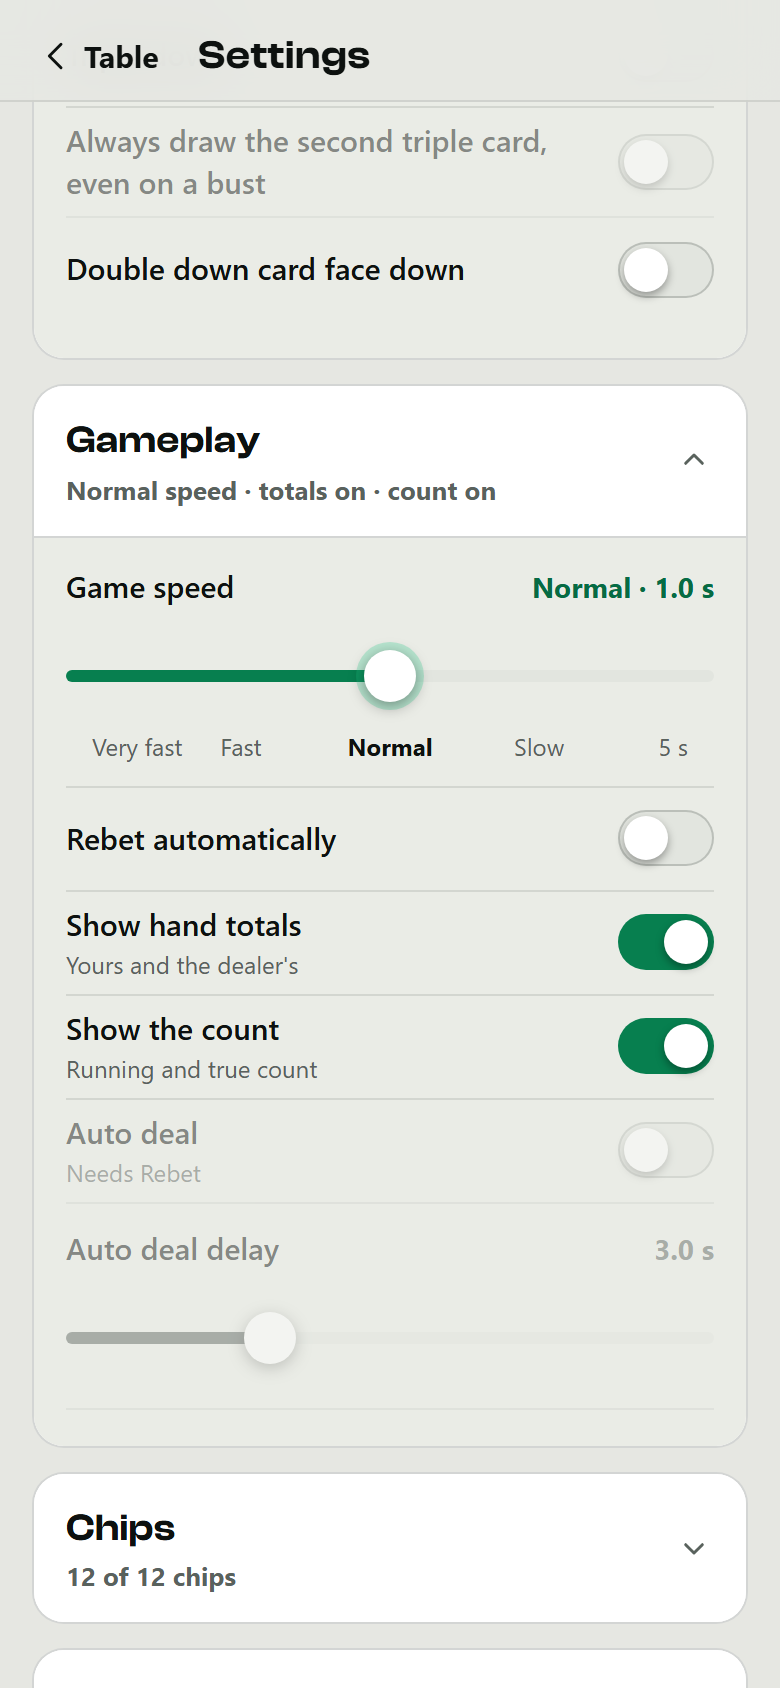 Table Settings
Always draw the second triple card,
even on a bust
Double down card face down
Gameplay
Normal speed · totals on · count on
Game speed Normal · 1.0 s
Very fast Fast Normal Slow 5 s
Rebet automatically
Show hand totals
Yours and the dealer's
Show the count
Running and true count
Auto deal
Needs Rebet
Auto deal delay 3.0 s
Chips
12 of 12 chips